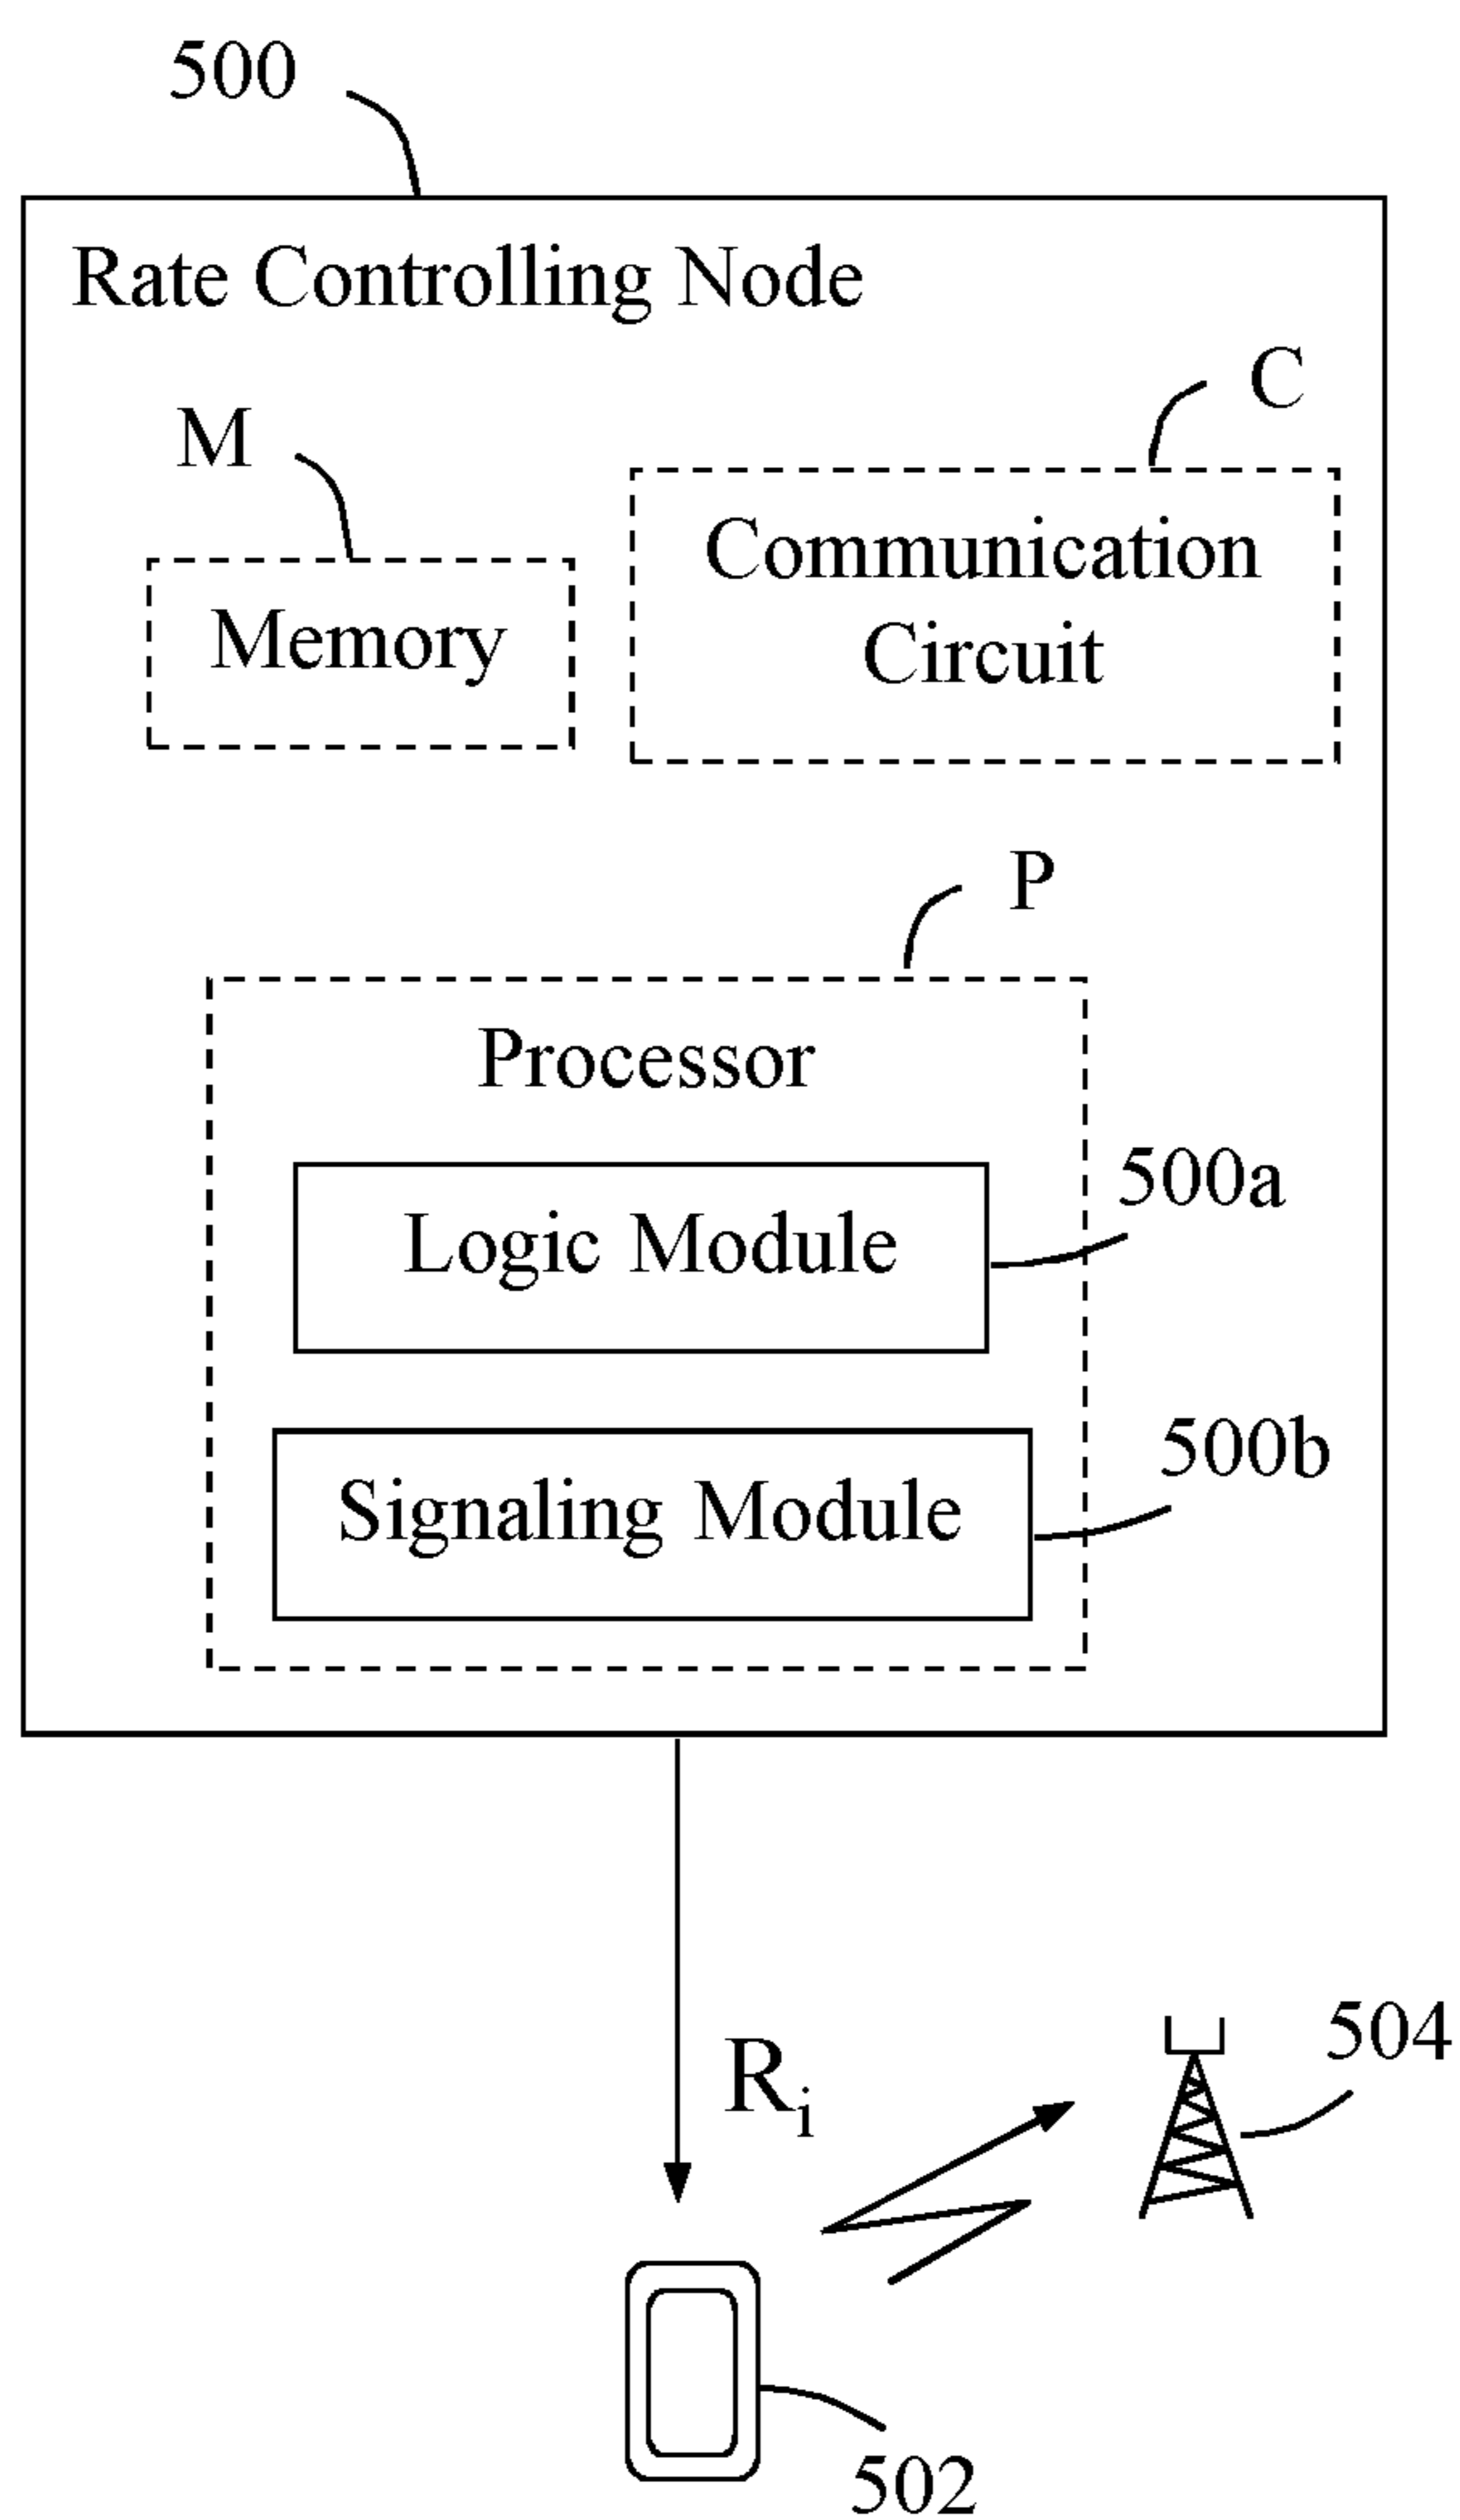 500
Rate Controlling Node
C
M
Communication
Circuit
Memory
P
Processor
500a
Logic Module
500b
Signaling Module
504
Ri
502